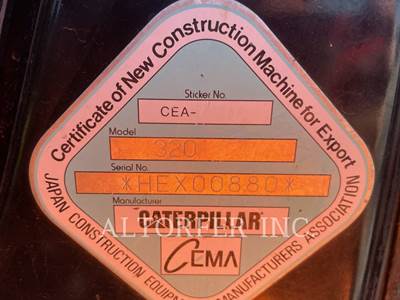 Certificate of New Construction Machine for Export
Sticker No.
CEA-
Model
320
Serial No.
*HEX00880*
Manufacturer
CATERPILLAR
ALTORFER INC
CEMA
JAPAN CONSTRUCTION EQUIPMENT MANUFACTURERS ASSOCIATION